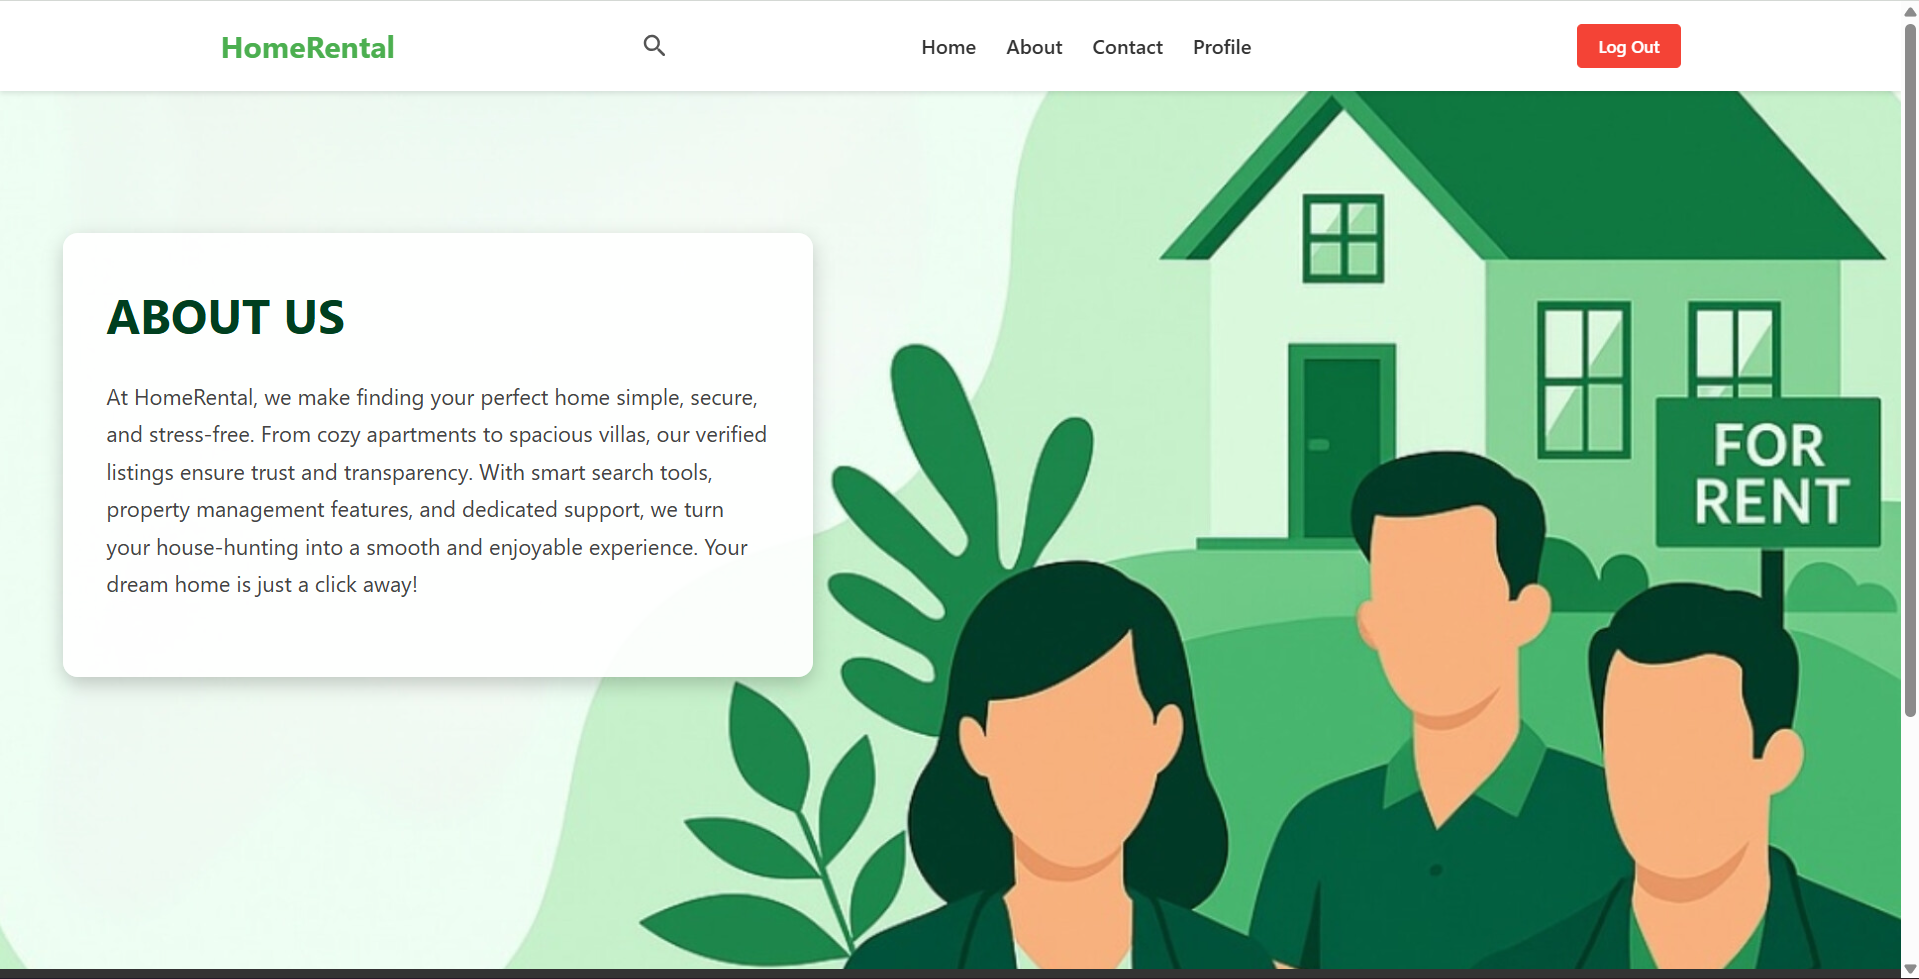 HomeRental
Home About Contact Profile
Log Out
ABOUT US
At HomeRental, we make finding your perfect home simple, secure,
and stress-free. From cozy apartments to spacious villas, our verified
listings ensure trust and transparency. With smart search tools,
property management features, and dedicated support, we turn
your house-hunting into a smooth and enjoyable experience. Your
dream home is just a click away!
FOR
RENT